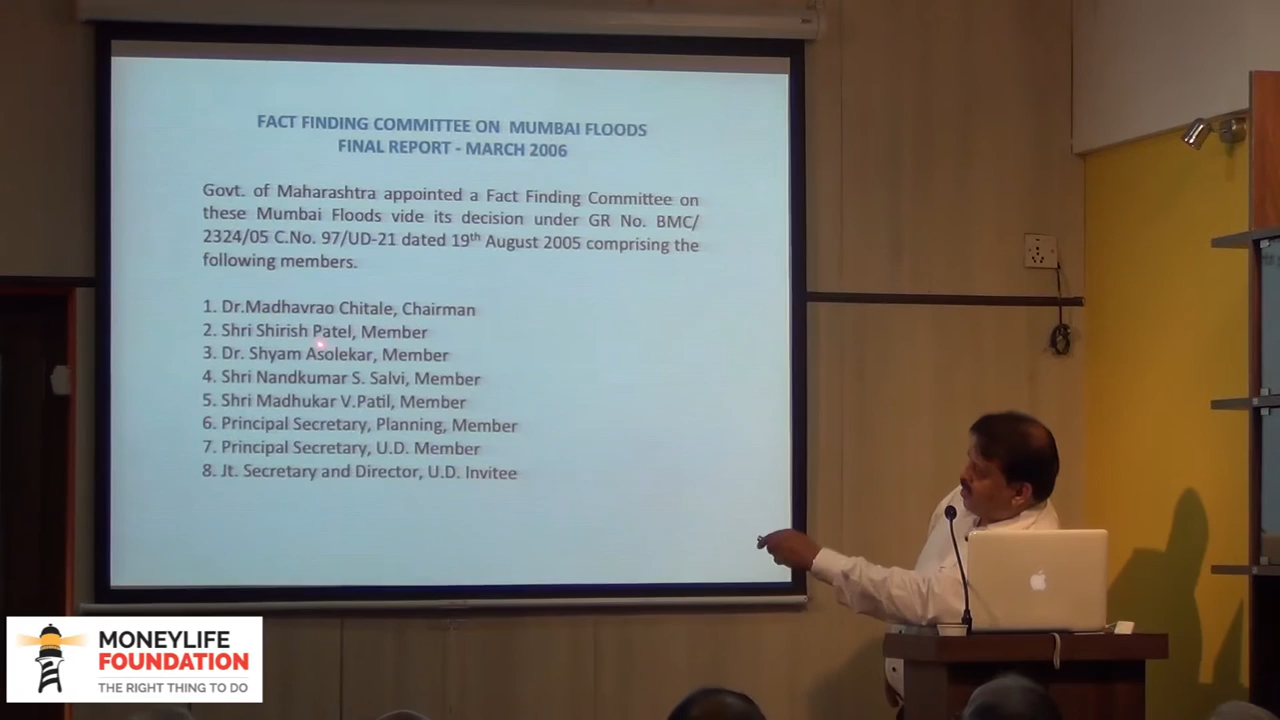 FACT FINDING COMMITTEE ON MUMBAI FLOODS
FINAL REPORT - MARCH 2006
Govt. of Maharashtra appointed a Fact Finding Committee on
these Mumbai Floods vide its decision under GR No. BMC/
2324/05 C.No. 97/UD-21 dated 19th August 2005 comprising the
following members.
1. Dr.Madhavrao Chitale, Chairman
2. Shri Shirish Patel, Member
3. Dr. Shyam Asolekar, Member
4. Shri Nandkumar S. Salvi, Member
5. Shri Madhukar V.Patil, Member
6. Principal Secretary, Planning, Member
7. Principal Secretary, U.D. Member
8. Jt. Secretary and Director, U.D. Invitee
MONEYLIFE
FOUNDATION
THE RIGHT THING TO DO